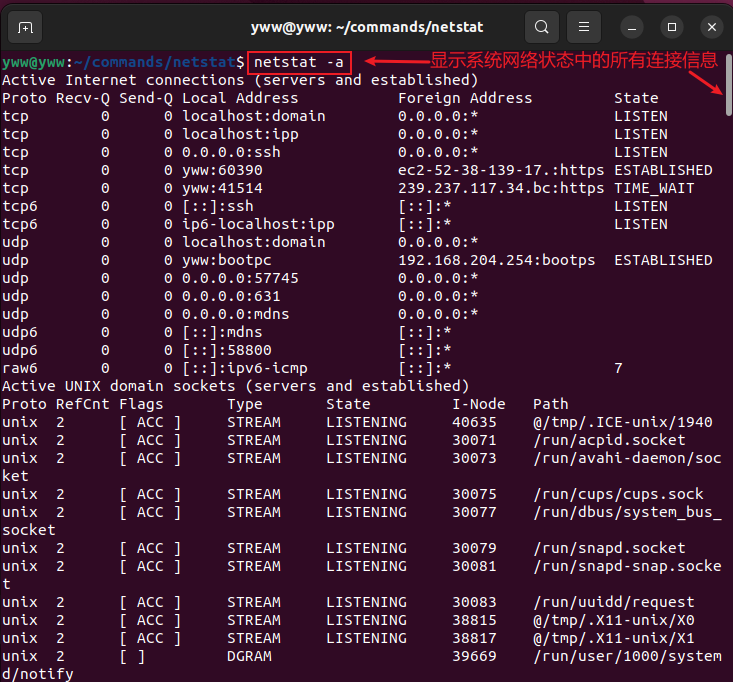 yww@yww: ~/commands/netstat
yww@yww:~/commands/netstat$ netstat -a 显示系统网络状态中的所有连接信息
Active Internet connections (servers and established)
Proto Recv-Q Send-Q Local Address           Foreign Address         State
tcp        0      0 localhost:domain        0.0.0.0:*               LISTEN
tcp        0      0 localhost:ipp           0.0.0.0:*               LISTEN
tcp        0      0 0.0.0.0:ssh             0.0.0.0:*               LISTEN
tcp        0      0 yww:60390               ec2-52-38-139-17.:https ESTABLISHED
tcp        0      0 yww:41514               239.237.117.34.bc:https TIME_WAIT
tcp6       0      0 [::]:ssh                [::]:*                  LISTEN
tcp6       0      0 ip6-localhost:ipp       [::]:*                  LISTEN
udp        0      0 localhost:domain        0.0.0.0:*
udp        0      0 yww:bootpc              192.168.204.254:bootps  ESTABLISHED
udp        0      0 0.0.0.0:57745           0.0.0.0:*
udp        0      0 0.0.0.0:631             0.0.0.0:*
udp        0      0 0.0.0.0:mdns            0.0.0.0:*
udp6       0      0 [::]:mdns               [::]:*
udp6       0      0 [::]:58800              [::]:*
raw6       0      0 [::]:ipv6-icmp          [::]:*                  7
Active UNIX domain sockets (servers and established)
Proto RefCnt Flags       Type       State         I-Node   Path
unix  2      [ ACC ]     STREAM     LISTENING     40635    @/tmp/.ICE-unix/1940
unix  2      [ ACC ]     STREAM     LISTENING     30071    /run/acpid.socket
unix  2      [ ACC ]     STREAM     LISTENING     30073    /run/avahi-daemon/soc
ket
unix  2      [ ACC ]     STREAM     LISTENING     30075    /run/cups/cups.sock
unix  2      [ ACC ]     STREAM     LISTENING     30077    /run/dbus/system_bus_
socket
unix  2      [ ACC ]     STREAM     LISTENING     30079    /run/snapd.socket
unix  2      [ ACC ]     STREAM     LISTENING     30081    /run/snapd-snap.socke
t
unix  2      [ ACC ]     STREAM     LISTENING     30083    /run/uuidd/request
unix  2      [ ACC ]     STREAM     LISTENING     38815    @/tmp/.X11-unix/X0
unix  2      [ ACC ]     STREAM     LISTENING     38817    @/tmp/.X11-unix/X1
unix  2      [ ]         DGRAM                    39669    /run/user/1000/system
d/notify